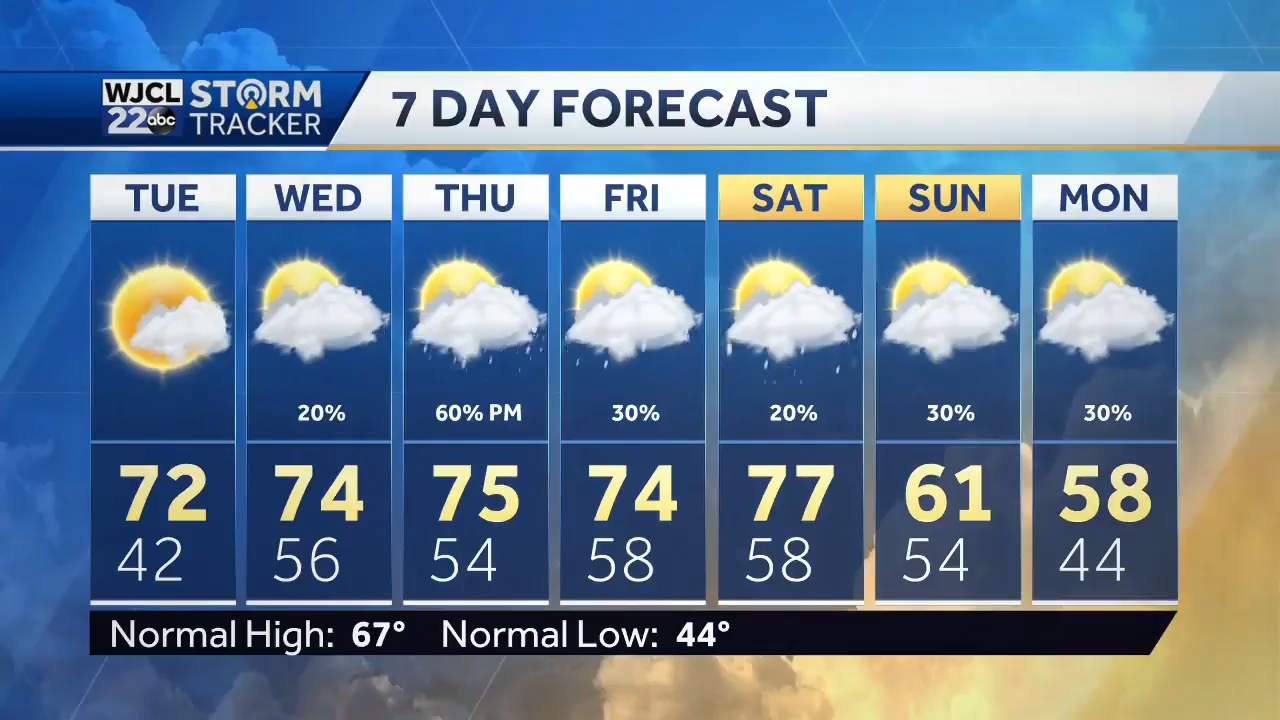 WJCL STORM
22 abc TRACKER
7 DAY FORECAST
TUE WED THU FRI SAT SUN MON
20% 60% PM 30% 20% 30% 30%
72 74 75 74 77 61 58
42 56 54 58 58 54 44
Normal High: 67° Normal Low: 44°